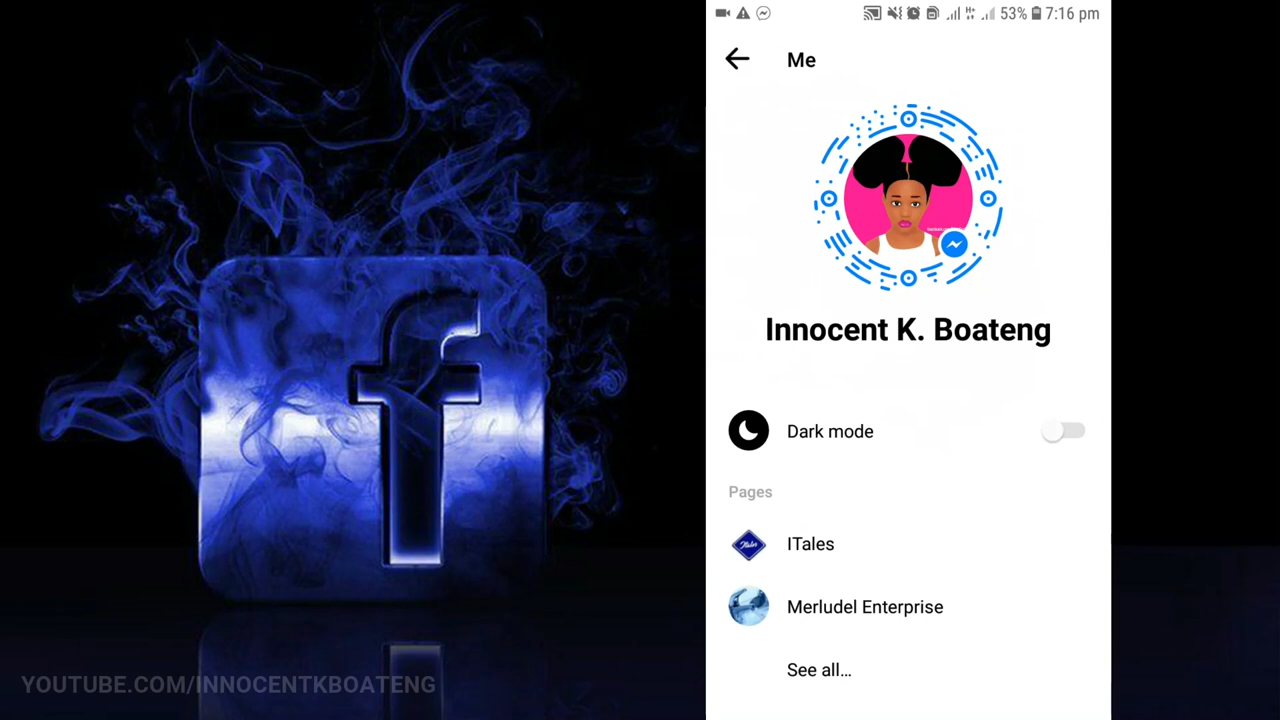 53% 7:16 pm
Me
Innocent K. Boateng
Dark mode
Pages
ITales
Merludel Enterprise
See all...
f
YOUTUBE.COM/INNOCENTKBOATENG